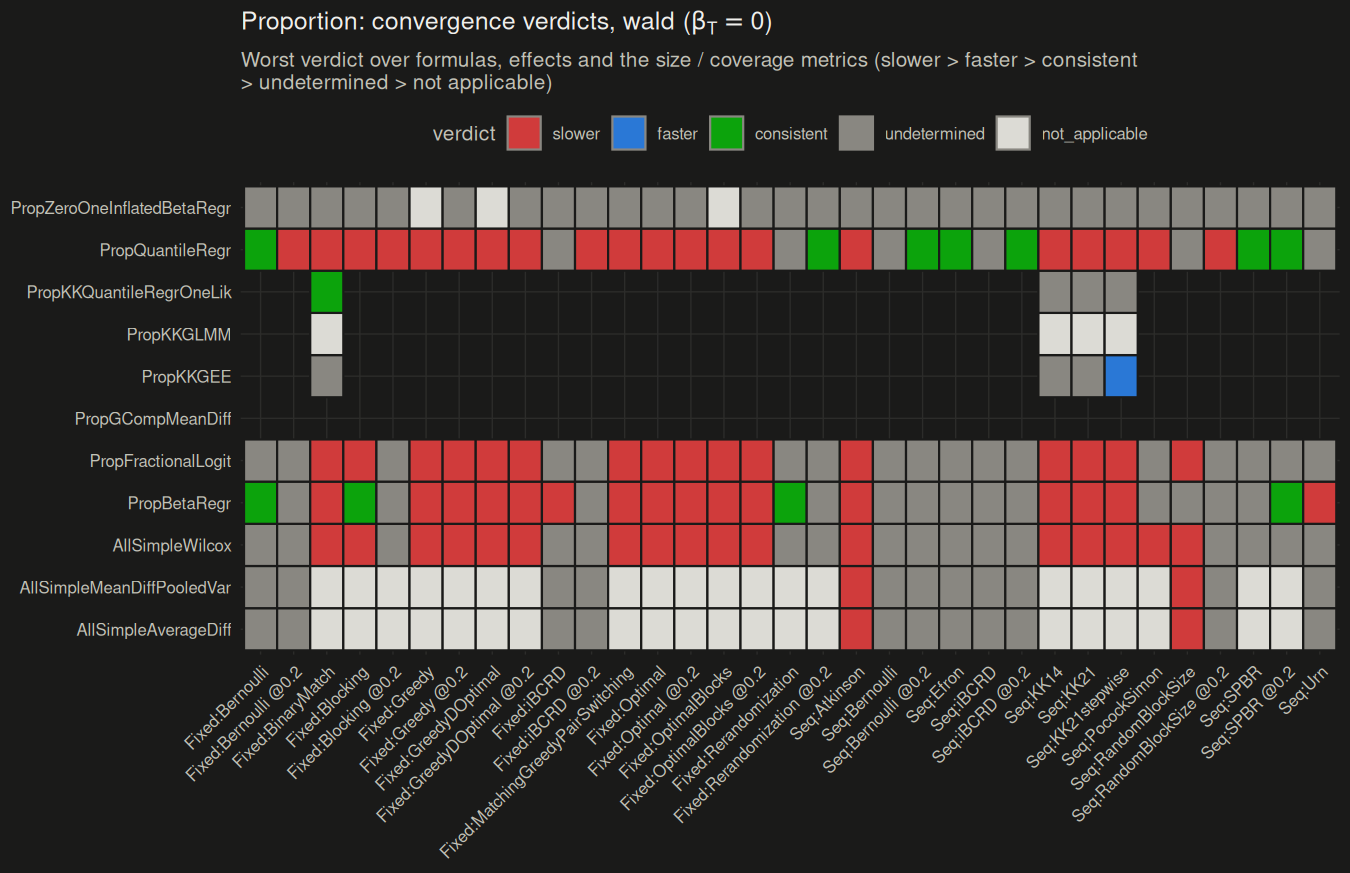 Proportion: convergence verdicts, wald (βT = 0)
Worst verdict over formulas, effects and the size / coverage metrics (slower > faster > consistent
> undetermined > not applicable)
verdict slower faster consistent undetermined not_applicable
PropZeroOneInflatedBetaRegr
PropQuantileRegr
PropKKQuantileRegrOneLik
PropKKGLMM
PropKKGEE
PropGCompMeanDiff
PropFractionalLogit
PropBetaRegr
AllSimpleWilcox
AllSimpleMeanDiffPooledVar
AllSimpleAverageDiff
Fixed:Bernoulli
Fixed:Bernoulli @0.2
Fixed:BinaryMatch
Fixed:Blocking
Fixed:Blocking @0.2
Fixed:Greedy
Fixed:Greedy @0.2
Fixed:GreedyDOptimal
Fixed:GreedyDOptimal @0.2
Fixed:iBCRD
Fixed:iBCRD @0.2
Fixed:MatchingGreedyPairSwitching
Fixed:Optimal
Fixed:Optimal @0.2
Fixed:OptimalBlocks
Fixed:OptimalBlocks @0.2
Fixed:Rerandomization
Fixed:Rerandomization @0.2
Seq:Atkinson
Seq:Bernoulli
Seq:Bernoulli @0.2
Seq:Efron
Seq:iBCRD
Seq:iBCRD @0.2
Seq:KK14
Seq:KK21
Seq:KK21stepwise
Seq:PocockSimon
Seq:RandomBlockSize
Seq:RandomBlockSize @0.2
Seq:SPBR
Seq:SPBR @0.2
Seq:Urn